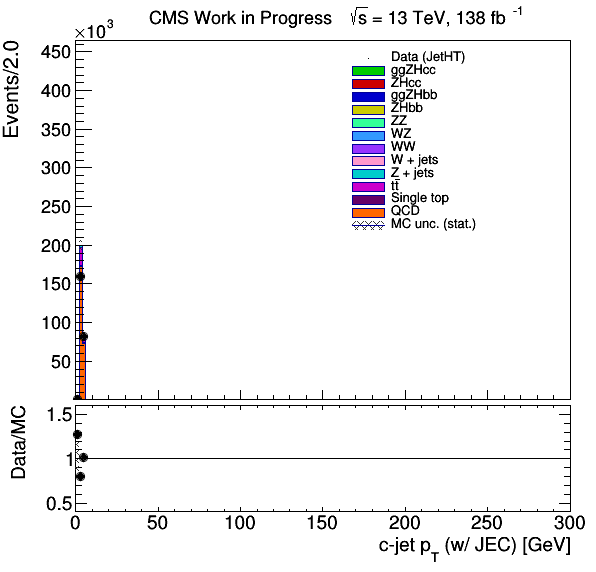 CMS Work in Progress √s = 13 TeV, 138 fb⁻¹
×10³
Events/2.0
450
400
350
300
250
200
150
100
50
Data (JetHT)
ggZHcc
ZHcc
ggZHbb
ZHbb
ZZ
WZ
WW
W + jets
Z + jets
tt̄
Single top
QCD
MC unc. (stat.)
Data/MC
1.5
1
0.5
0 50 100 150 200 250 300
c-jet p_T (w/ JEC) [GeV]